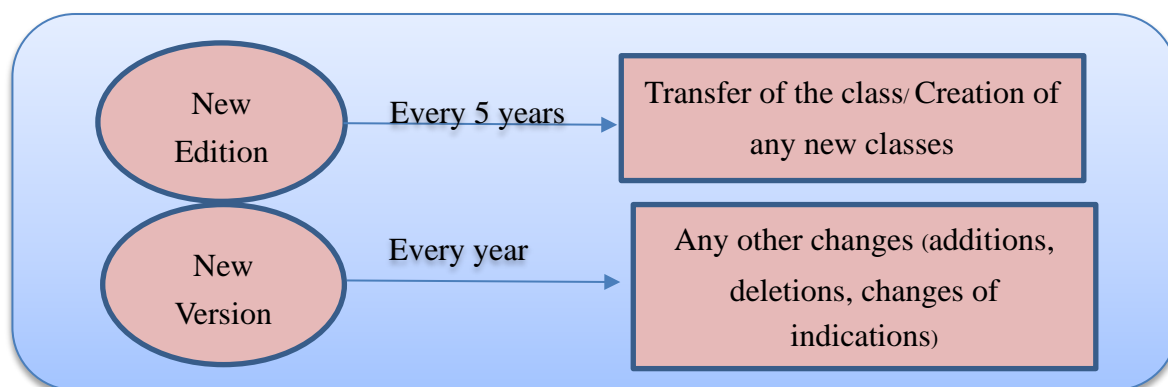 New
Edition
Every 5 years
Transfer of the class/ Creation of
any new classes
New
Version
Every year
Any other changes (additions,
deletions, changes of
indications)